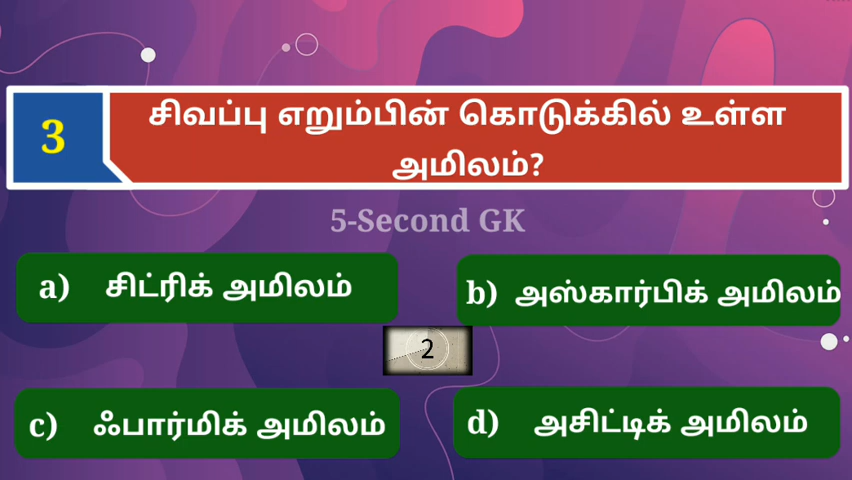 3
சிவப்பு எறும்பின் கொடுக்கில் உள்ள
அமிலம்?
5-Second GK
a) சிட்ரிக் அமிலம்
b) அஸ்கார்பிக் அமிலம்
2
c) ஃபார்மிக் அமிலம்
d) அசிட்டிக் அமிலம்